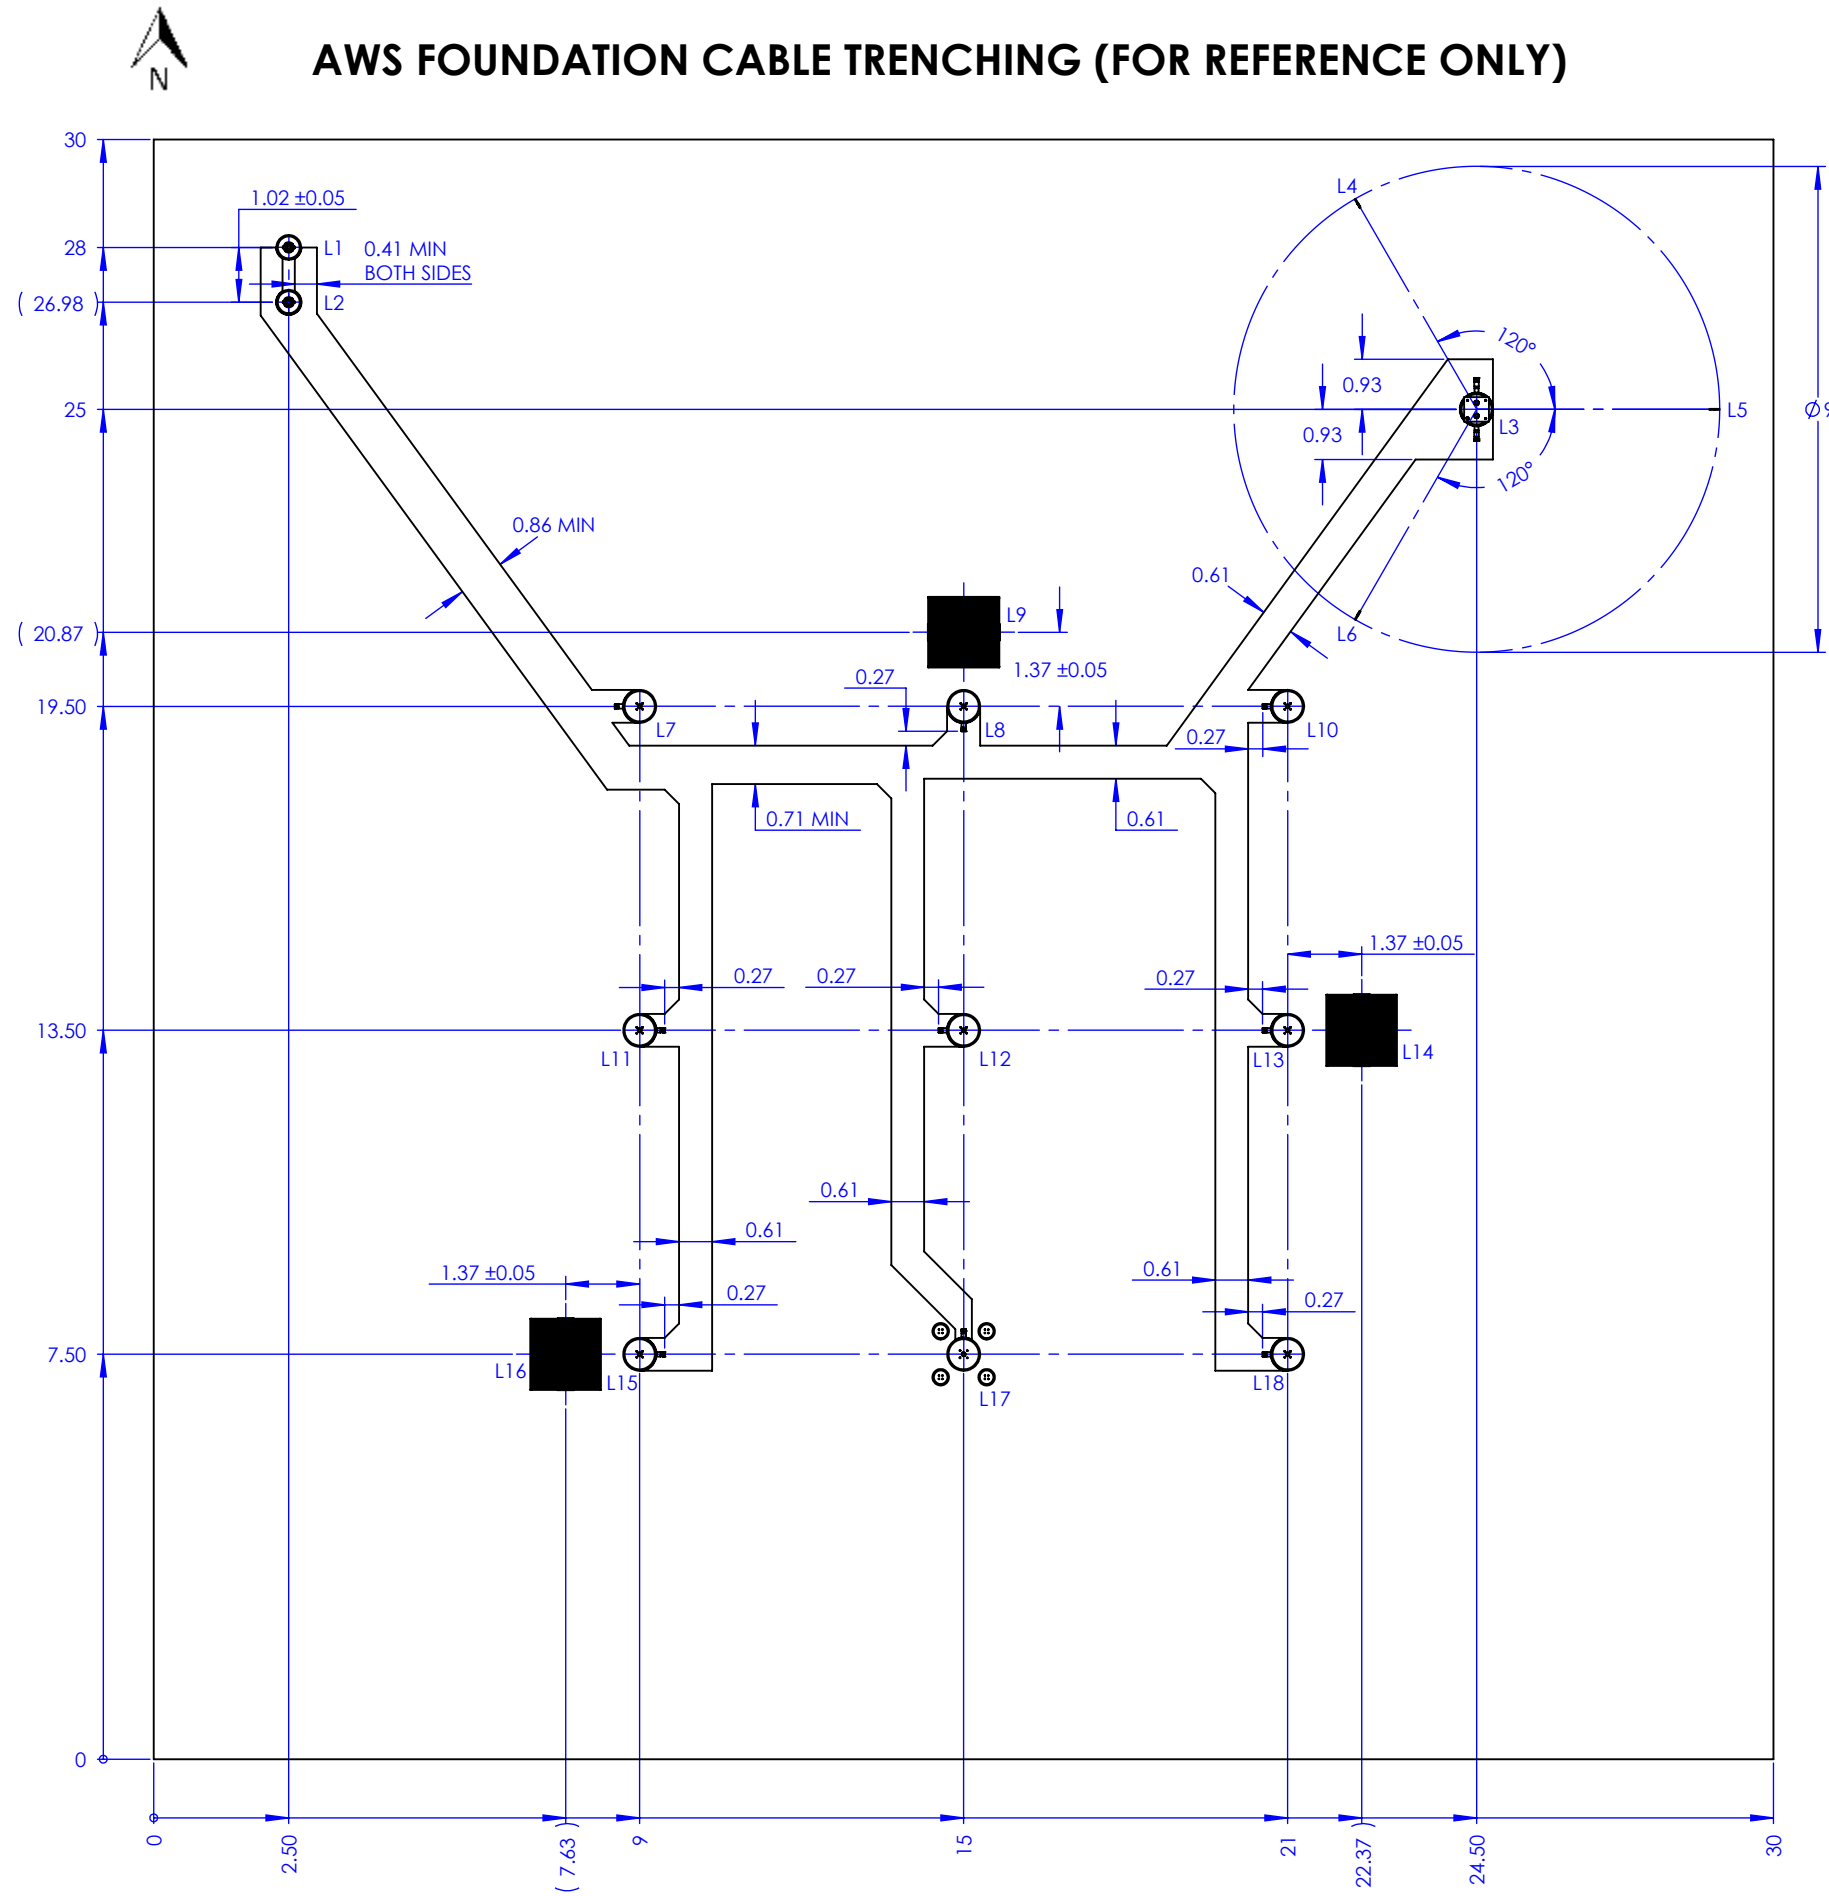 N
AWS FOUNDATION CABLE TRENCHING (FOR REFERENCE ONLY)
30
1.02 ±0.05
L4
28
L1
0.41 MIN
BOTH SIDES
( 26.98 )
L2
120°
0.93
25
L5
Ø9
0.93
L3
120°
0.86 MIN
0.61
L9
( 20.87 )
L6
0.27
1.37 ±0.05
19.50
L7
L8
L10
0.27
0.71 MIN
0.61
1.37 ±0.05
0.27
0.27
0.27
13.50
L11
L12
L13
L14
0.61
0.61
1.37 ±0.05
0.61
0.27
0.27
7.50
L16
L15
L17
L18
0
0
2.50
( 7.63 )
9
15
21
22.37 )
24.50
30